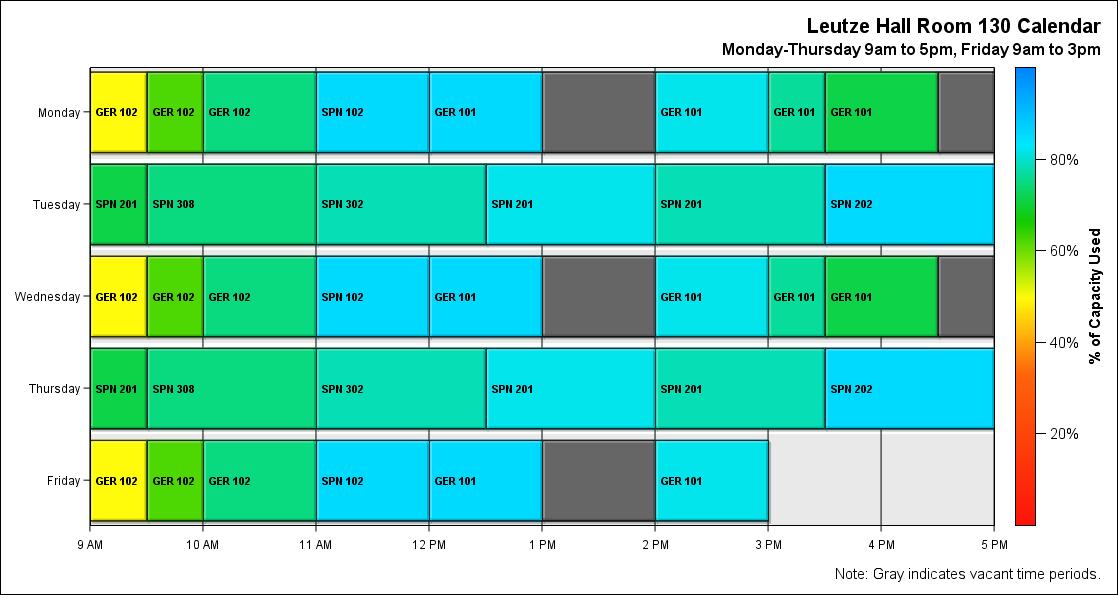 Leutze Hall Room 130 Calendar
Monday-Thursday 9am to 5pm, Friday 9am to 3pm
Monday GER 102 GER 102 GER 102 SPN 102 GER 101 GER 101 GER 101 GER 101
80%
Tuesday SPN 201 SPN 308 SPN 302 SPN 201 SPN 201 SPN 202
60%
Wednesday GER 102 GER 102 GER 102 SPN 102 GER 101 GER 101 GER 101 GER 101
% of Capacity Used
40%
Thursday SPN 201 SPN 308 SPN 302 SPN 201 SPN 201 SPN 202
20%
Friday GER 102 GER 102 GER 102 SPN 102 GER 101 GER 101
9 AM 10 AM 11 AM 12 PM 1 PM 2 PM 3 PM 4 PM 5 PM
Note: Gray indicates vacant time periods.